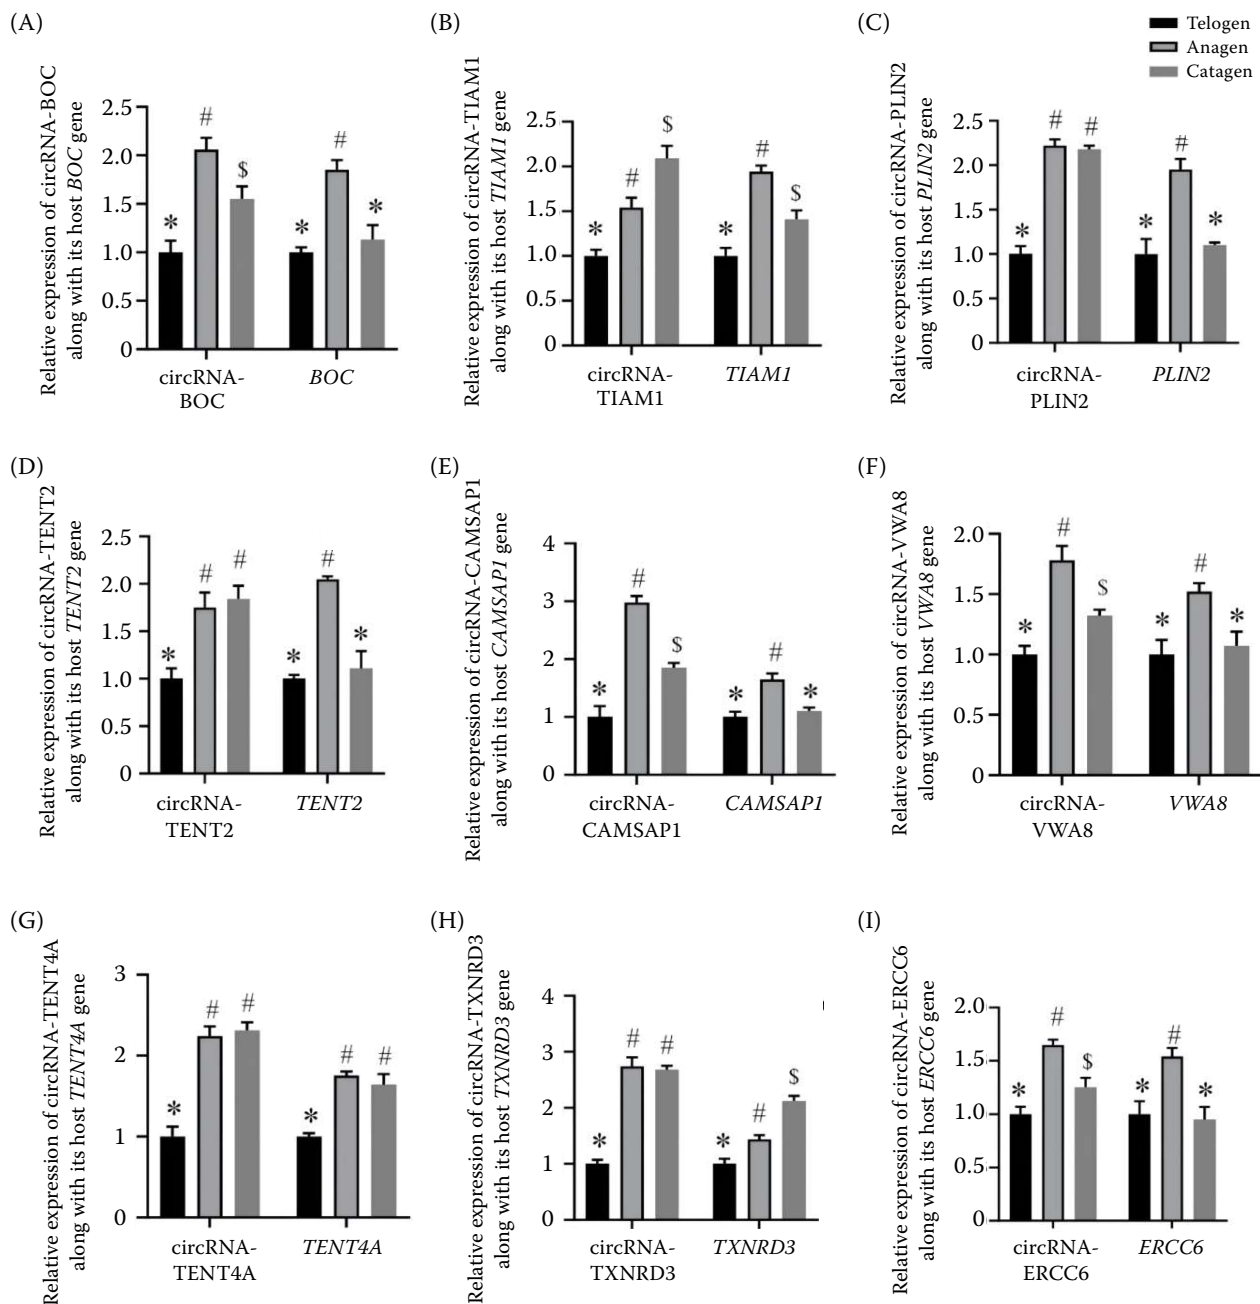 (A)
Relative expression of circRNA-BOC
along with its host BOC gene
2.5
2.0
1.5
1.0
0.5
0
*
#
$
*
#
*
circRNA-
BOC
BOC
(B)
Relative expression of circRNA-TIAM1
along with its host TIAM1 gene
2.5
2.0
1.5
1.0
0.5
0
*
#
$
*
#
$
circRNA-
TIAM1
TIAM1
(C)
Telogen
Anagen
Catagen
Relative expression of circRNA-PLIN2
along with its host PLIN2 gene
2.5
2.0
1.5
1.0
0.5
0
*
#
#
*
#
*
circRNA-
PLIN2
PLIN2
(D)
Relative expression of circRNA-TENT2
along with its host TENT2 gene
2.5
2.0
1.5
1.0
0.5
0
*
#
#
*
#
*
circRNA-
TENT2
TENT2
(E)
Relative expression of circRNA-CAMSAP1
along with its host CAMSAP1 gene
4
3
2
1
0
*
#
$
*
#
*
circRNA-
CAMSAP1
CAMSAP1
(F)
Relative expression of circRNA-VWA8
along with its host VWA8 gene
2.0
1.5
1.0
0.5
0
*
#
$
*
#
*
circRNA-
VWA8
VWA8
(G)
Relative expression of circRNA-TENT4A
along with its host TENT4A gene
3
2
1
0
*
#
#
*
#
#
circRNA-
TENT4A
TENT4A
(H)
Relative expression of circRNA-TXNRD3
along with its host TXNRD3 gene
4
3
2
1
0
*
#
#
*
#
$
circRNA-
TXNRD3
TXNRD3
(I)
Relative expression of circRNA-ERCC6
along with its host ERCC6 gene
2.0
1.5
1.0
0.5
0
*
#
$
*
#
*
circRNA-
ERCC6
ERCC6